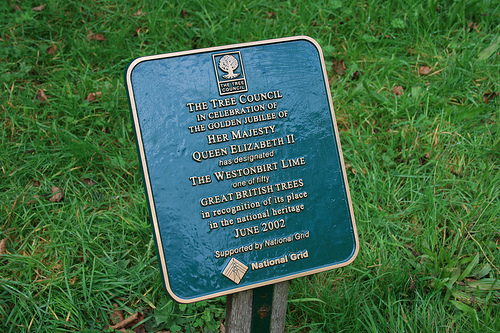 THE TREE
COUNCIL
THE TREE COUNCIL
IN CELEBRATION OF
THE GOLDEN JUBILEE OF
HER MAJESTY
QUEEN ELIZABETH II
has designated
THE WESTONBIRT LIME
one of fifty
GREAT BRITISH TREES
in recognition of its place
in the national heritage
JUNE 2002
Supported by National Grid
National Grid